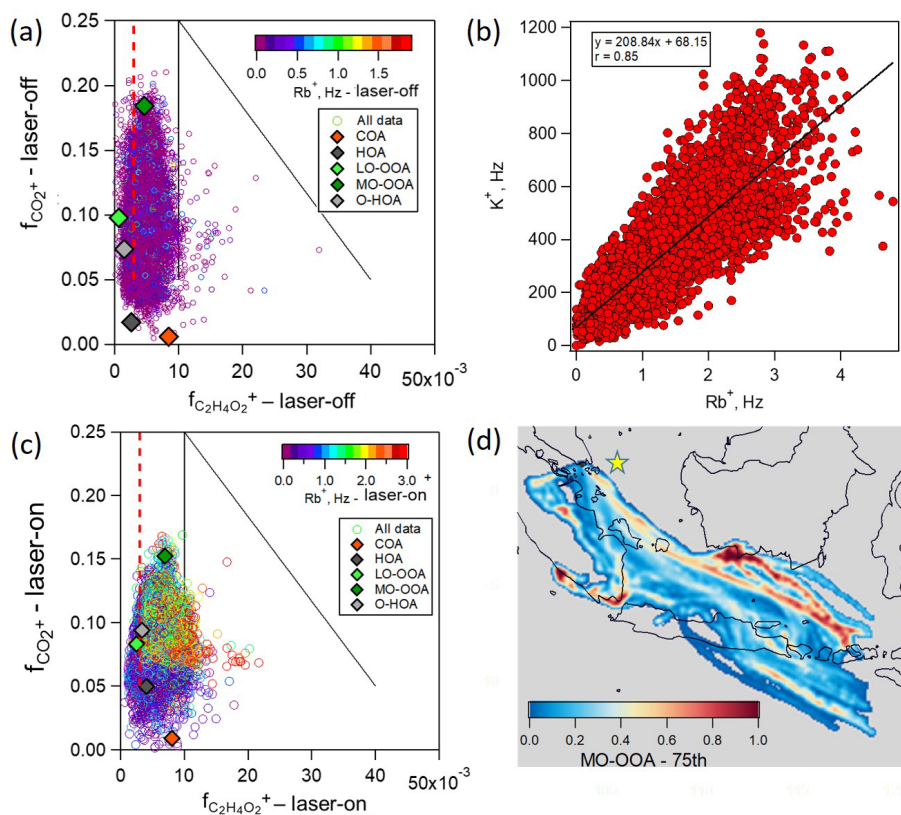 (a)
0.25
0.20
0.15
0.10
0.05
0.00
fCO2+ - laser-off
0.0 0.5 1.0 1.5
Rb+, Hz - laser-off
All data
COA
HOA
LO-OOA
MO-OOA
O-HOA
0 10 20 30 40 50x10-3
fC2H4O2+ – laser-off
(b)
y = 208.84x + 68.15
r = 0.85
1200
1000
800
600
400
200
0
K+, Hz
0 1 2 3 4
Rb+, Hz
(c)
0.25
0.20
0.15
0.10
0.05
0.00
fCO2+ - laser-on
0.0 1.0 2.0 3.0 +
Rb+, Hz - laser-on
All data
COA
HOA
LO-OOA
MO-OOA
O-HOA
0 10 20 30 40 50x10-3
fC2H4O2+ – laser-on
(d)
0.0 0.2 0.4 0.6 0.8 1.0
MO-OOA - 75th